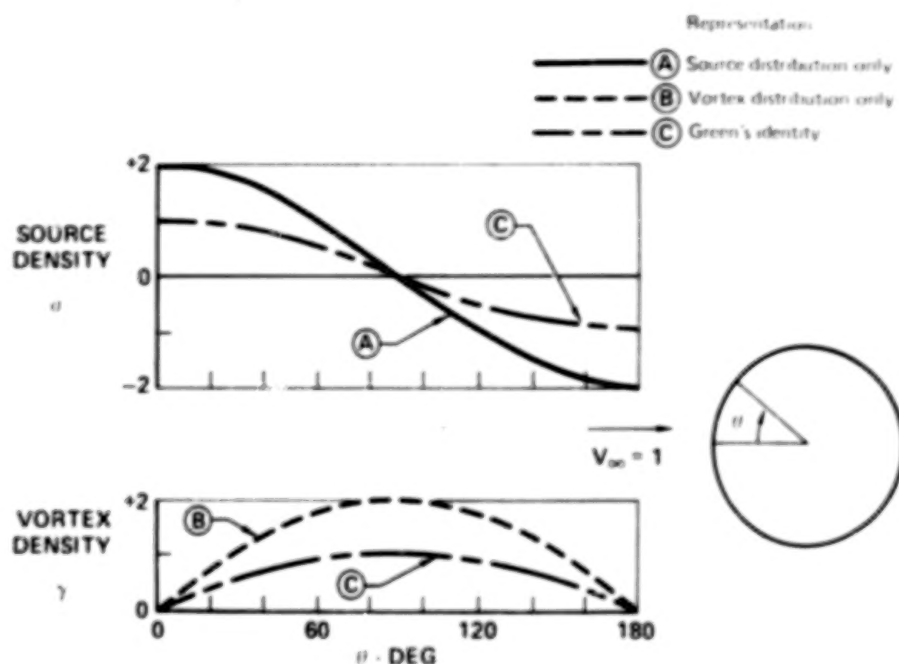 Representation
Ⓐ Source distribution only
Ⓑ Vortex distribution only
Ⓒ Green's identity
+2
SOURCE
DENSITY
σ
0
-2
Ⓒ
Ⓐ
θ
V∞ = 1
+2
VORTEX
DENSITY
γ
0
Ⓑ
Ⓒ
0 60 120 180
θ - DEG